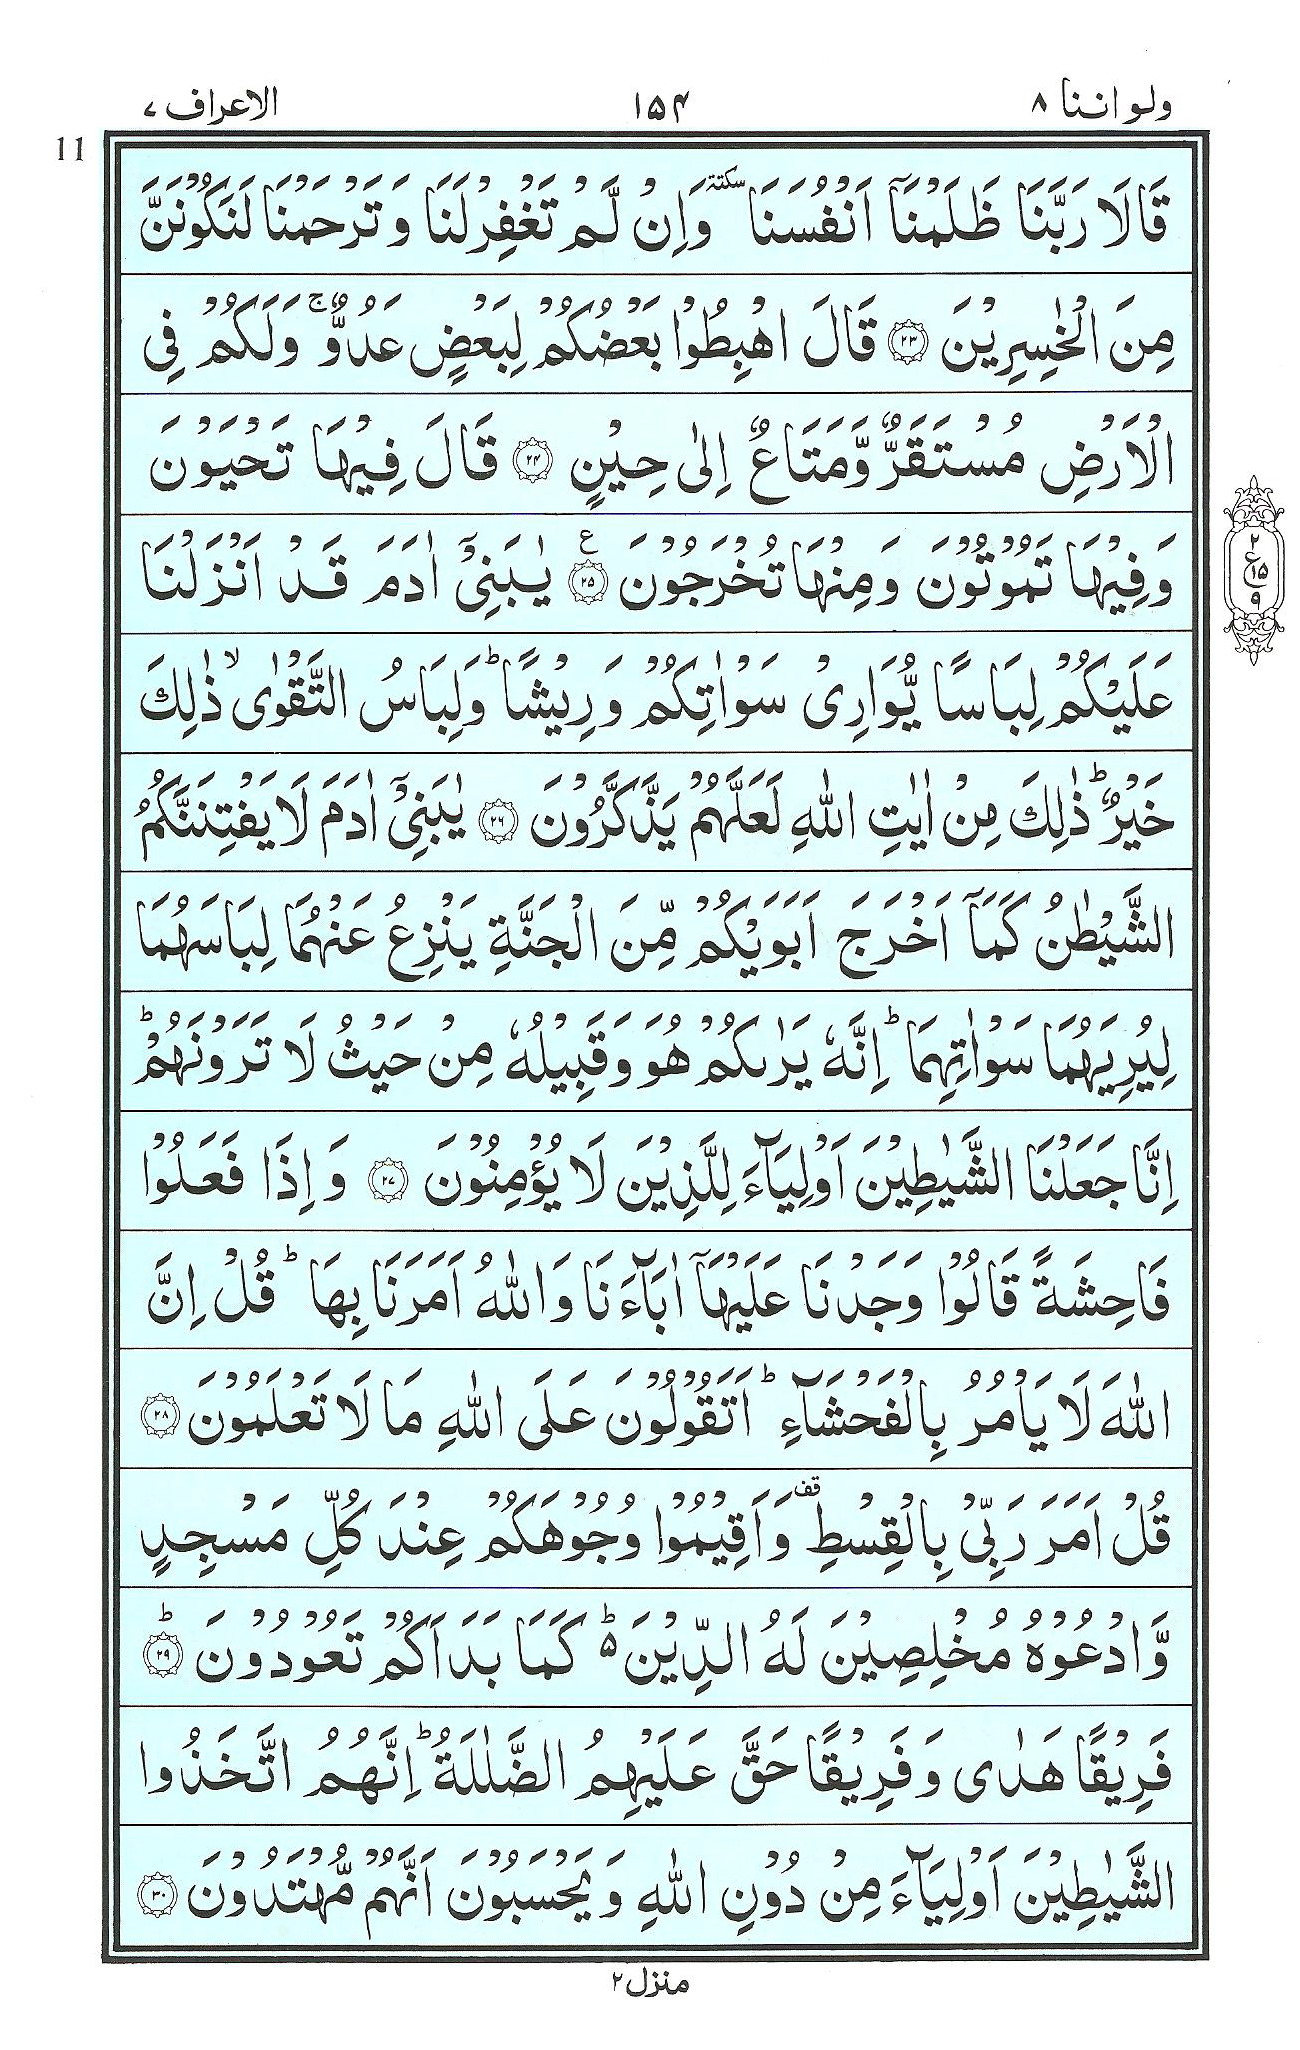 ولو اننا ٨
١٥٤
الاعراف ٧
11
قَالَا رَبَّنَا ظَلَمْنَاۤ اَنْفُسَنَا سكتة وَاِنْ لَّمْ تَغْفِرْ لَنَا وَتَرْحَمْنَا لَنَكُوْنَنَّ
مِنَ الْخٰسِرِيْنَ ٢٣ قَالَ اهْبِطُوْا بَعْضُكُمْ لِبَعْضٍ عَدُوٌّ ۚ وَلَكُمْ فِى
الْاَرْضِ مُسْتَقَرٌّ وَّمَتَاعٌ اِلٰى حِيْنٍ ٢٤ قَالَ فِيْهَا تَحْيَوْنَ
وَفِيْهَا تَمُوْتُوْنَ وَمِنْهَا تُخْرَجُوْنَ ٢٥ ع يٰبَنِىْۤ اٰدَمَ قَدْ اَنْزَلْنَا
عَلَيْكُمْ لِبَاسًا يُّوَارِىْ سَوْاٰتِكُمْ وَرِيْشًا ؕ وَلِبَاسُ التَّقْوٰى ۙ ذٰلِكَ
خَيْرٌ ؕ ذٰلِكَ مِنْ اٰيٰتِ اللّٰهِ لَعَلَّهُمْ يَذَّكَّرُوْنَ ٢٦ يٰبَنِىْۤ اٰدَمَ لَا يَفْتِنَنَّكُمُ
الشَّيْطٰنُ كَمَاۤ اَخْرَجَ اَبَوَيْكُمْ مِّنَ الْجَنَّةِ يَنْزِعُ عَنْهُمَا لِبَاسَهُمَا
لِيُرِيَهُمَا سَوْاٰتِهِمَا ؕ اِنَّهٗ يَرٰىكُمْ هُوَ وَقَبِيْلُهٗ مِنْ حَيْثُ لَا تَرَوْنَهُمْ ؕ
اِنَّا جَعَلْنَا الشَّيٰطِيْنَ اَوْلِيَآءَ لِلَّذِيْنَ لَا يُؤْمِنُوْنَ ٢٧ وَاِذَا فَعَلُوْا
فَاحِشَةً قَالُوْا وَجَدْنَا عَلَيْهَاۤ اٰبَآءَنَا وَاللّٰهُ اَمَرَنَا بِهَا ؕ قُلْ اِنَّ
اللّٰهَ لَا يَاْمُرُ بِالْفَحْشَآءِ ؕ اَتَقُوْلُوْنَ عَلَى اللّٰهِ مَا لَا تَعْلَمُوْنَ ٢٨
قُلْ اَمَرَ رَبِّىْ بِالْقِسْطِ قف وَاَقِيْمُوْا وُجُوْهَكُمْ عِنْدَ كُلِّ مَسْجِدٍ
وَّادْعُوْهُ مُخْلِصِيْنَ لَهُ الدِّيْنَ ۵ؕ كَمَا بَدَاَكُمْ تَعُوْدُوْنَ ٢٩ ؕ
فَرِيْقًا هَدٰى وَفَرِيْقًا حَقَّ عَلَيْهِمُ الضَّلٰلَةُ ؕ اِنَّهُمُ اتَّخَذُوا
الشَّيٰطِيْنَ اَوْلِيَآءَ مِنْ دُوْنِ اللّٰهِ وَيَحْسَبُوْنَ اَنَّهُمْ مُّهْتَدُوْنَ ٣٠
٢
ع١٥
٩
منزل ٢